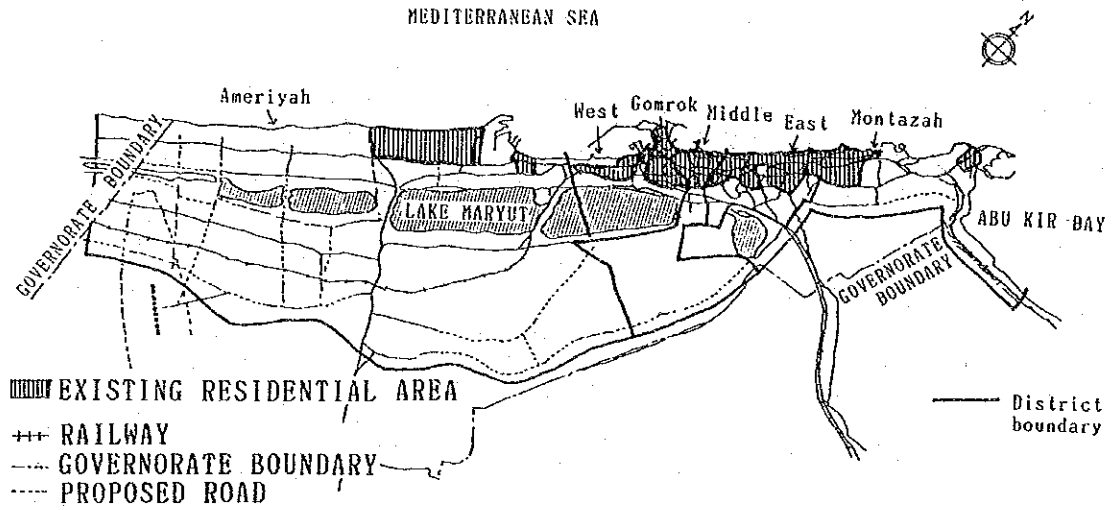 MEDITERRANEAN SEA
N
Ameriyah
West
Gomrok
Middle
East
Montazah
GOVERNORATE BOUNDARY
LAKE MARYUT
ABU KIR BAY
GOVERNORATE
BOUNDARY
EXISTING RESIDENTIAL AREA
RAILWAY
GOVERNORATE BOUNDARY
PROPOSED ROAD
District
boundary